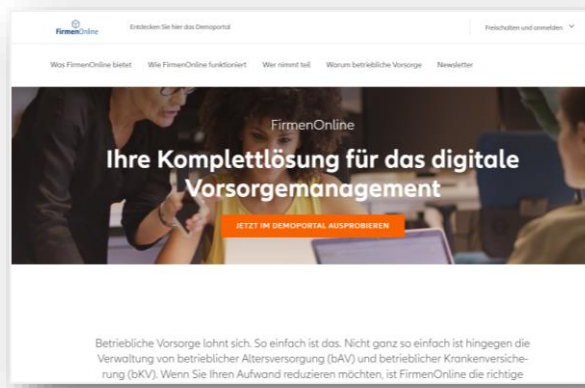 FirmenOnline
Entdecken Sie hier das Demoportal
Freischalten und anmelden
Was FirmenOnline bietet Wie FirmenOnline funktioniert Wer nimmt teil Warum betriebliche Vorsorge Newsletter
FirmenOnline
Ihre Komplettlösung für das digitale
Vorsorgemanagement
JETZT IM DEMOPORTAL AUSPROBIEREN
Betriebliche Vorsorge lohnt sich. So einfach ist das. Nicht ganz so einfach ist hingegen die
Verwaltung von betrieblicher Altersversorgung (bAV) und betrieblicher Krankenversiche-
rung (bKV). Wenn Sie Ihren Aufwand reduzieren möchten, ist FirmenOnline die richtige